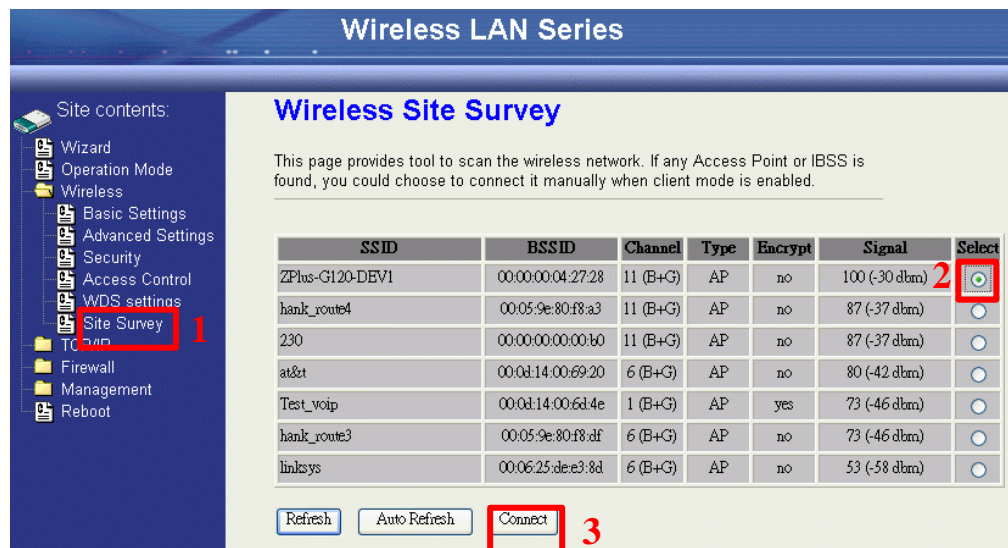 Wireless LAN Series
Site contents:
Wizard
Operation Mode
Wireless
Basic Settings
Advanced Settings
Security
Access Control
WDS settings
Site Survey
1
TCP/IP
Firewall
Management
Reboot
Wireless Site Survey
This page provides tool to scan the wireless network. If any Access Point or IBSS is
found, you could choose to connect it manually when client mode is enabled.
SSID BSSID Channel Type Encrypt Signal Select
ZPlus-G120-DEV1 00:00:00:04:27:28 11 (B+G) AP no 100 (-30 dbm) 2
hank_route4 00:05:9e:80:f8:a3 11 (B+G) AP no 87 (-37 dbm)
230 00:00:00:00:00:b0 11 (B+G) AP no 87 (-37 dbm)
at&t 00:0d:14:00:69:20 6 (B+G) AP no 80 (-42 dbm)
Test_voip 00:0d:14:00:6d:4e 1 (B+G) AP yes 73 (-46 dbm)
hank_route3 00:05:9e:80:f8:df 6 (B+G) AP no 73 (-46 dbm)
linksys 00:06:25:de:e3:8d 6 (B+G) AP no 53 (-58 dbm)
Refresh Auto Refresh Connect 3